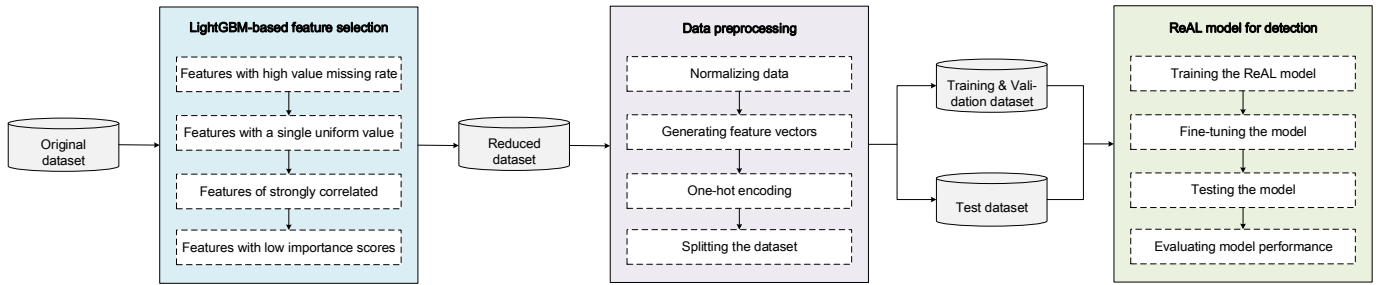 Original
dataset
LightGBM-based feature selection
Features with high value missing rate
Features with a single uniform value
Features of strongly correlated
Features with low importance scores
Reduced
dataset
Data preprocessing
Normalizing data
Generating feature vectors
One-hot encoding
Splitting the dataset
Training & Vali-
dation dataset
Test dataset
ReAL model for detection
Training the ReAL model
Fine-tuning the model
Testing the model
Evaluating model performance